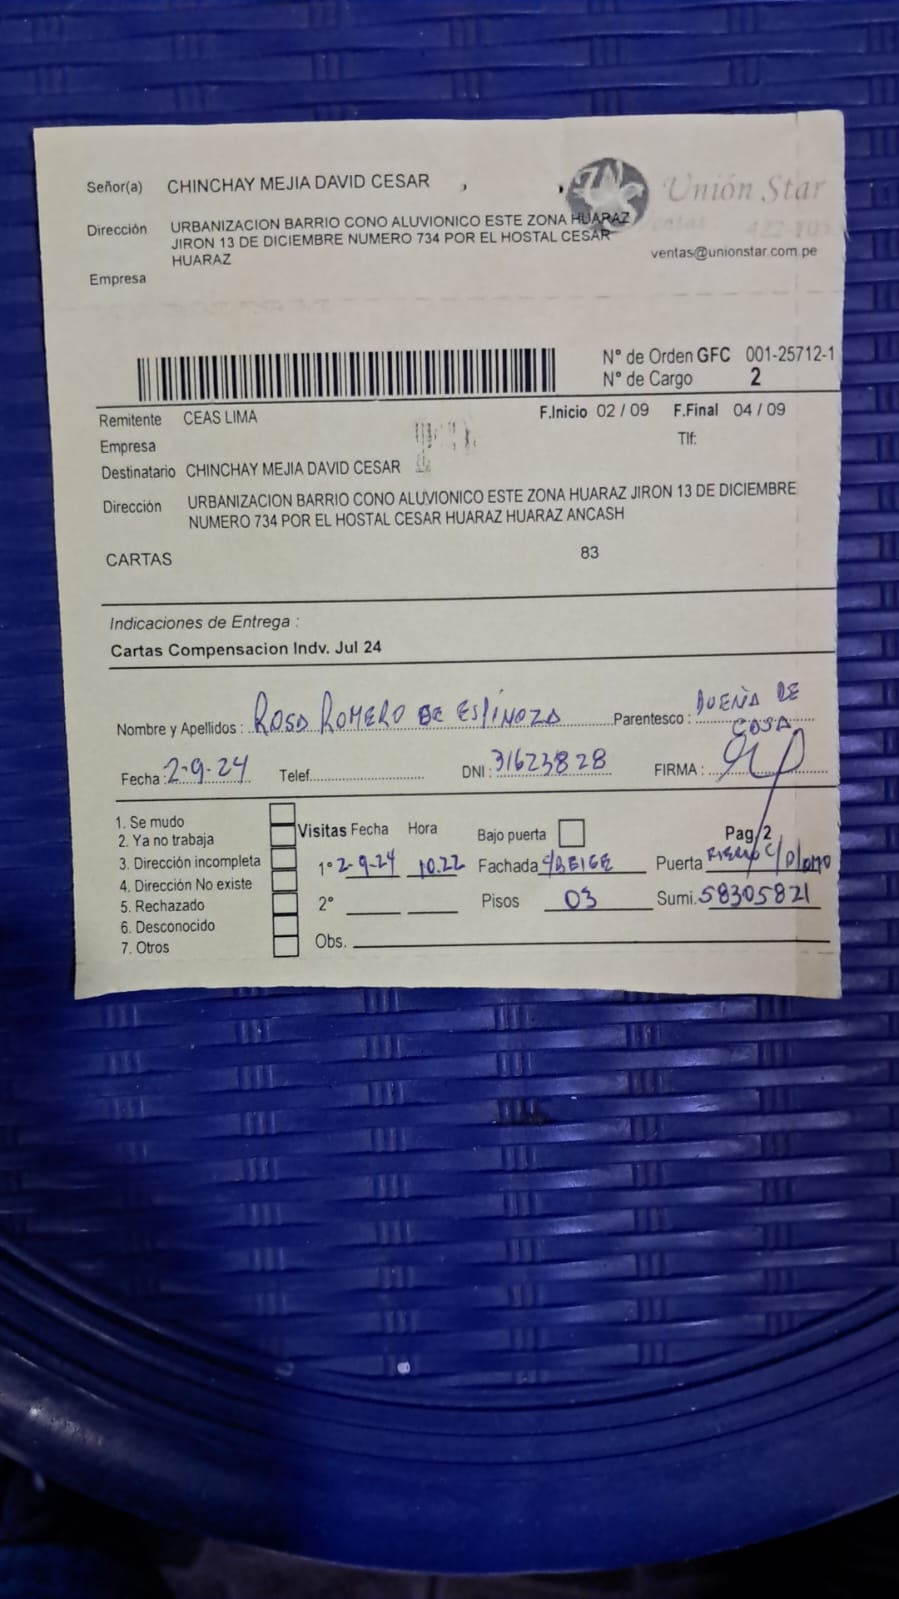 Señor(a) CHINCHAY MEJIA DAVID CESAR
Unión Star
Dirección URBANIZACION BARRIO CONO ALUVIONICO ESTE ZONA HUARAZ
JIRON 13 DE DICIEMBRE NUMERO 734 POR EL HOSTAL CESAR
HUARAZ
ventas@unionstar.com.pe
Empresa
N° de Orden GFC 001-25712-1
N° de Cargo 2
Remitente CEAS LIMA F.Inicio 02 / 09 F.Final 04 / 09
Empresa Tlf:
Destinatario CHINCHAY MEJIA DAVID CESAR
Dirección URBANIZACION BARRIO CONO ALUVIONICO ESTE ZONA HUARAZ JIRON 13 DE DICIEMBRE
NUMERO 734 POR EL HOSTAL CESAR HUARAZ HUARAZ ANCASH
CARTAS 83
Indicaciones de Entrega :
Cartas Compensacion Indv. Jul 24
Nombre y Apellidos : ROSA ROMERO DE ESPINOZA Parentesco : DUEÑA DE
COSA
Fecha : 2-9-24 Telef. DNI : 31623828 FIRMA :
1. Se mudo
2. Ya no trabaja
3. Dirección incompleta
4. Dirección No existe
5. Rechazado
6. Desconocido
7. Otros
Visitas Fecha Hora Bajo puerta Pag/2
1° 2-9-24 10.22 Fachada C/BEIGE Puerta C/PLOMO
2° Pisos 03 Sumi. 58305821
Obs.